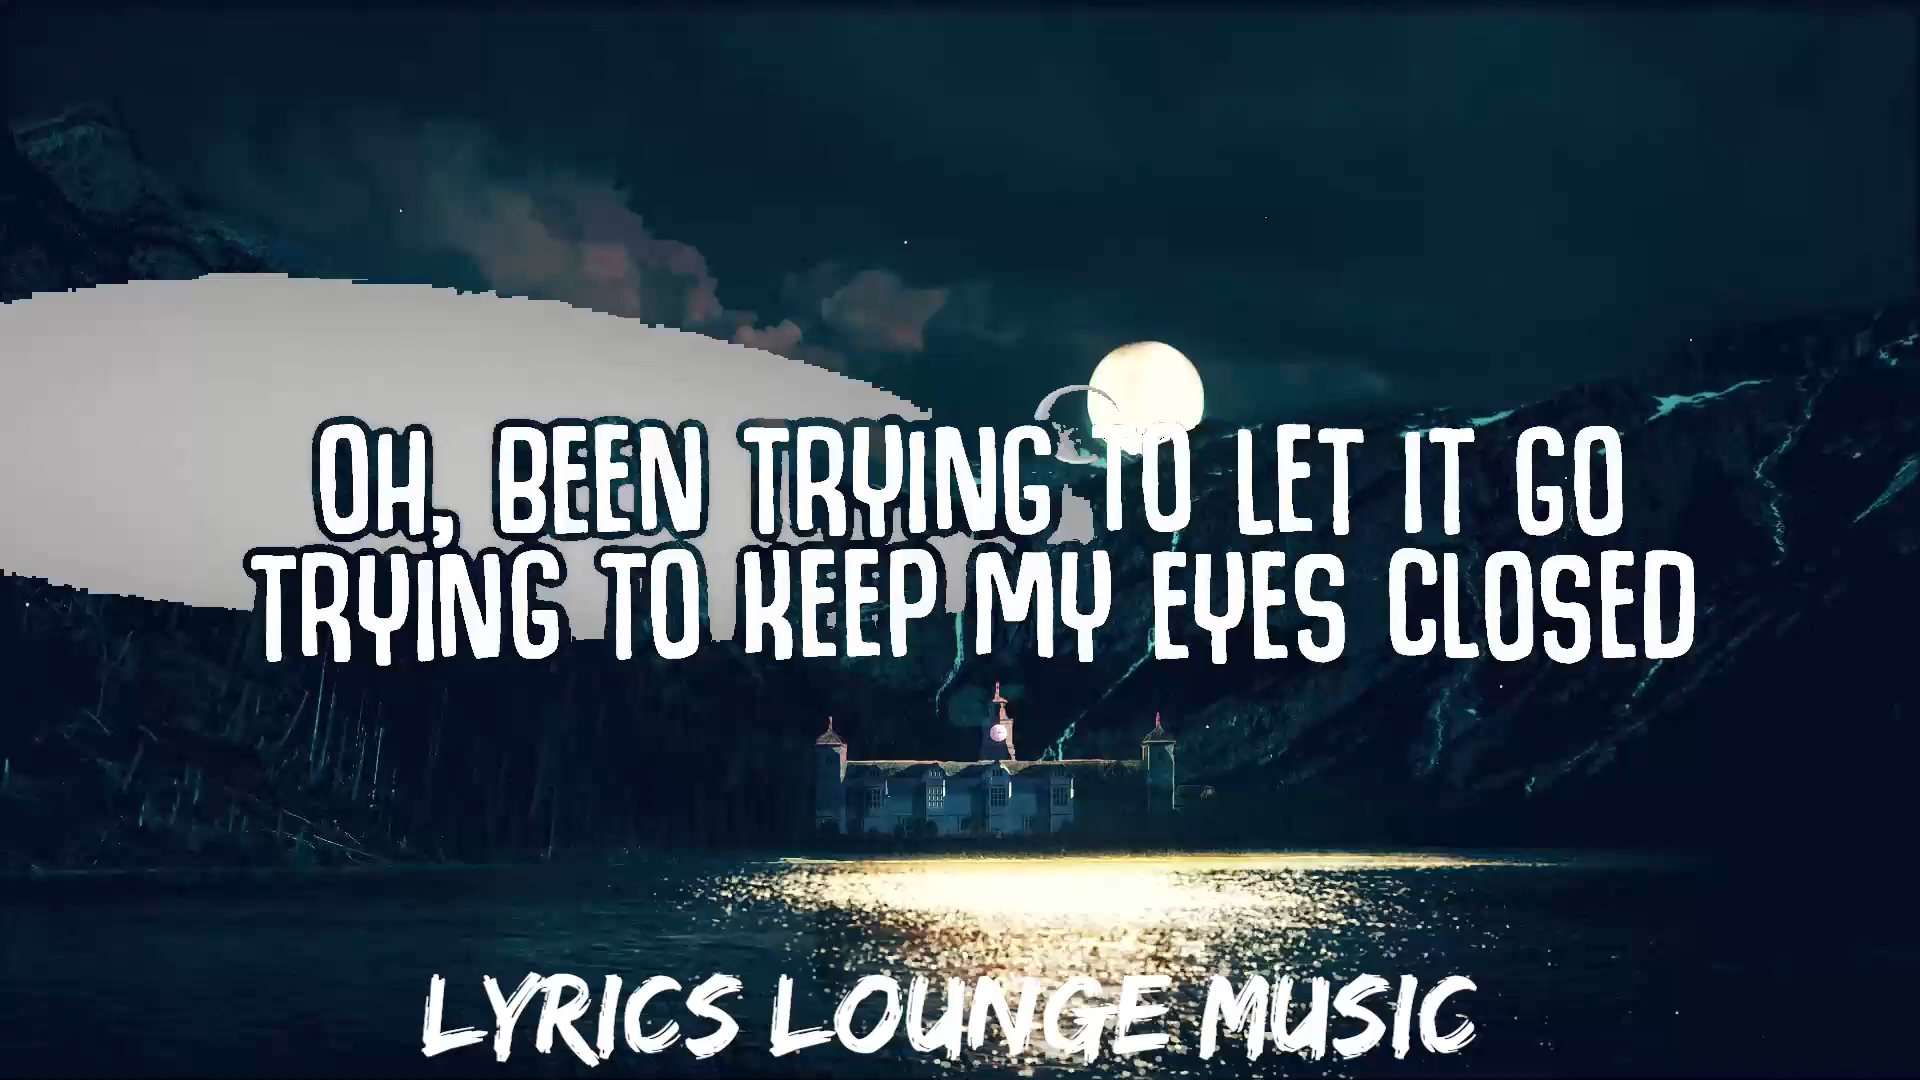 OH, BEEN TRYING TO LET IT GO
TRYING TO KEEP MY EYES CLOSED
LYRICS LOUNGE MUSIC